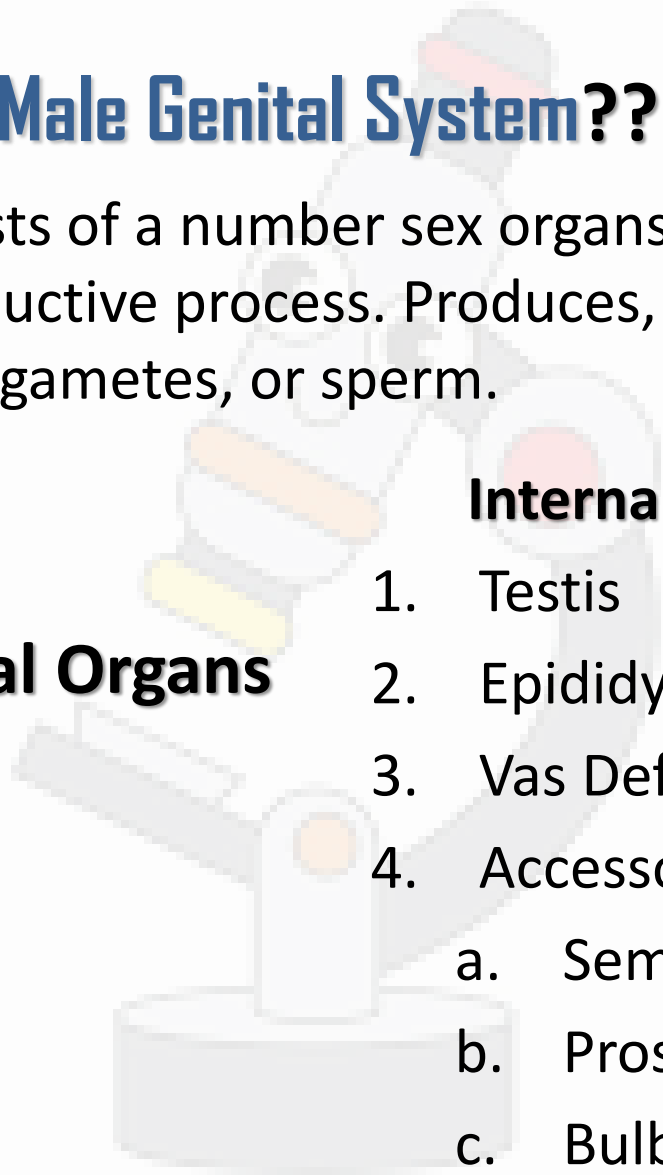 Male Genital System??
sts of a number sex organs
uctive process. Produces,
gametes, or sperm.
Interna
1. Testis
al Organs
2. Epididy
3. Vas Def
4. Accesso
a. Sem
b. Pros
c. Bulb